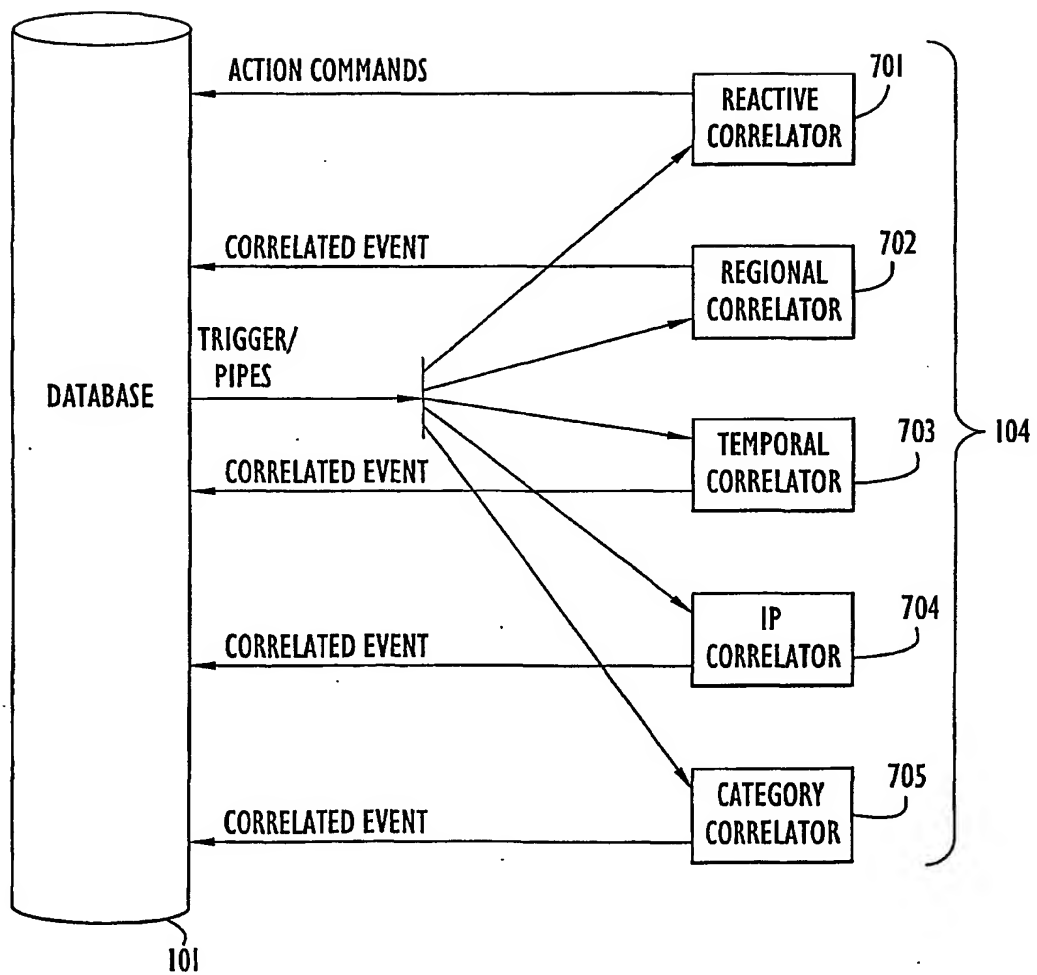 ACTION COMMANDS
701
REACTIVE
CORRELATOR
CORRELATED EVENT
702
REGIONAL
CORRELATOR
TRIGGER/
PIPES
DATABASE
703
TEMPORAL
CORRELATOR
104
CORRELATED EVENT
704
IP
CORRELATOR
CORRELATED EVENT
705
CATEGORY
CORRELATOR
CORRELATED EVENT
101